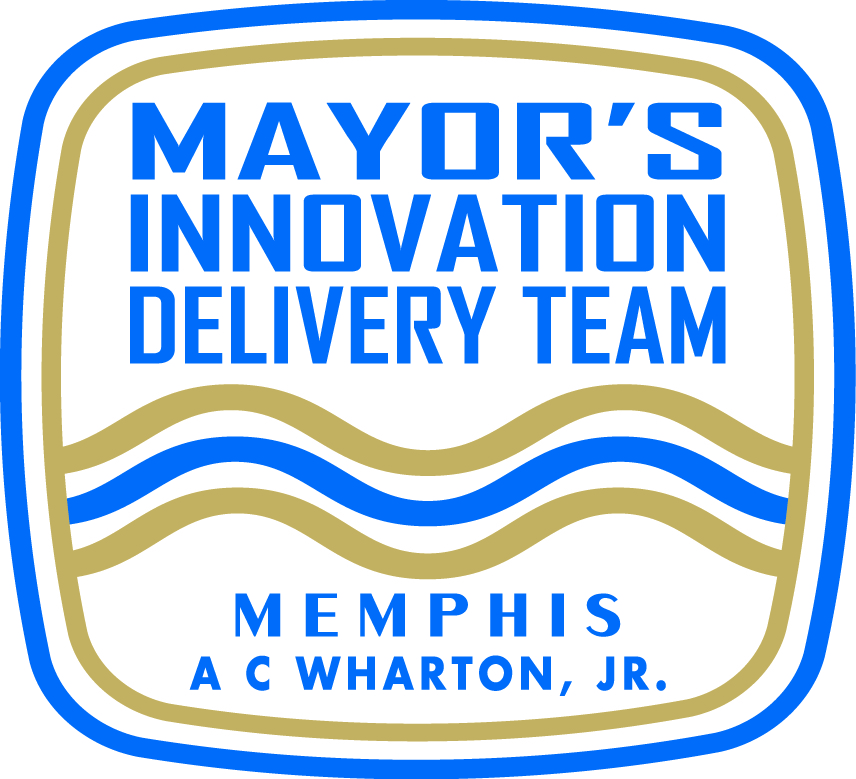 MAYOR'S
INNOVATION
DELIVERY TEAM
MEMPHIS
A C WHARTON, JR.